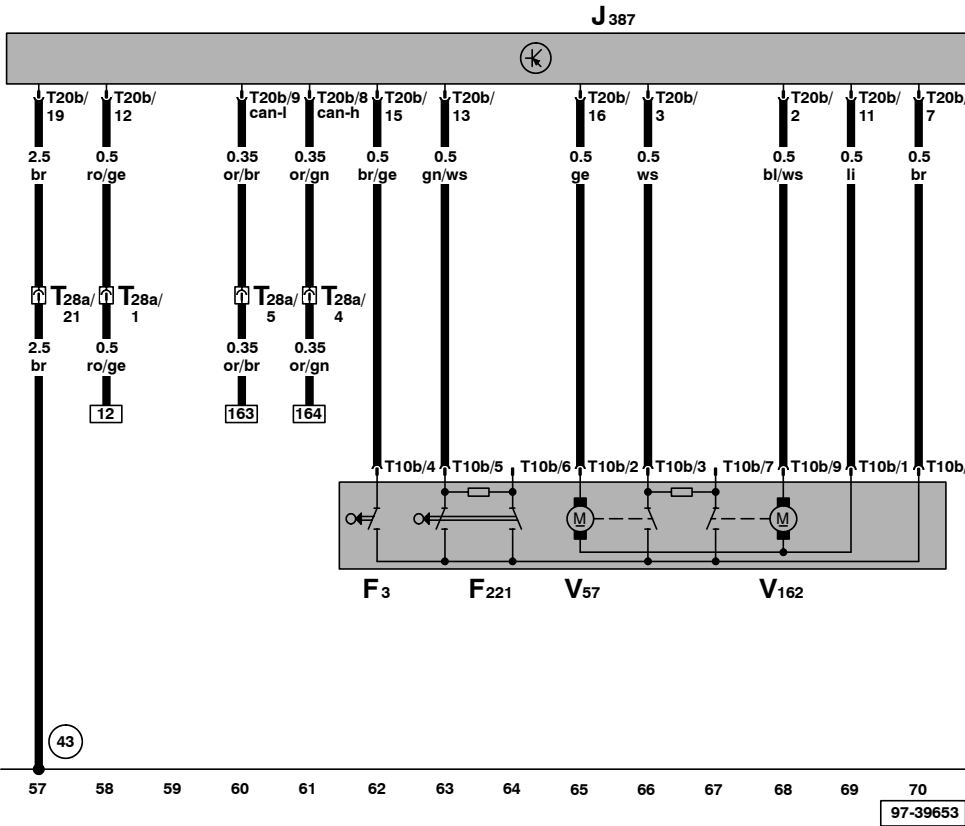 J387
T20b/ T20b/ T20b/9 T20b/8 T20b/ T20b/ T20b/ T20b/ T20b/ T20b/ T20b/
19 12 can-l can-h 15 13 16 3 2 11 7
2.5 0.5 0.35 0.35 0.5 0.5 0.5 0.5 0.5 0.5 0.5
br ro/ge or/br or/gn br/ge gn/ws ge ws bl/ws li br
T28a/ T28a/ T28a/ T28a/
21 1 5 4
2.5 0.5 0.35 0.35
br ro/ge or/br or/gn
12 163 164
T10b/4 T10b/5 T10b/6 T10b/2 T10b/3 T10b/7 T10b/9 T10b/1 T10b/
M M
F3 F221 V57 V162
43
57 58 59 60 61 62 63 64 65 66 67 68 69 70
97-39653